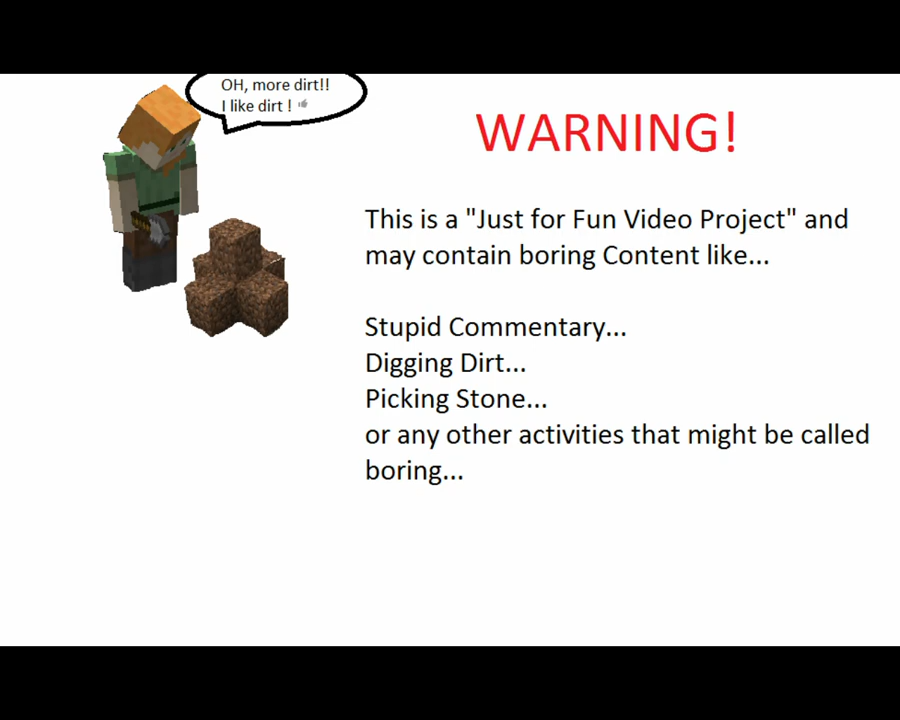 OH, more dirt!!
I like dirt !
WARNING!
This is a "Just for Fun Video Project" and
may contain boring Content like...
Stupid Commentary...
Digging Dirt...
Picking Stone...
or any other activities that might be called
boring...